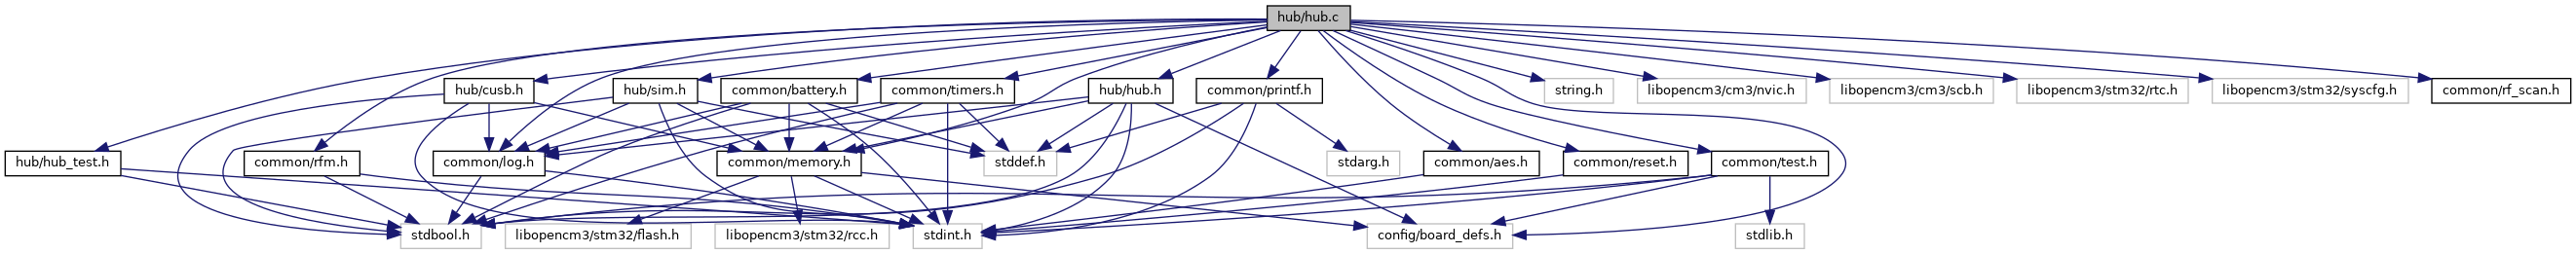 hub/hub.c
hub/cusb.h
hub/sim.h
common/battery.h
common/timers.h
hub/hub.h
common/printf.h
string.h
libopencm3/cm3/nvic.h
libopencm3/cm3/scb.h
libopencm3/stm32/rtc.h
libopencm3/stm32/syscfg.h
common/rf_scan.h
hub/hub_test.h
common/rfm.h
common/log.h
common/memory.h
stddef.h
stdarg.h
common/aes.h
common/reset.h
common/test.h
stdbool.h
libopencm3/stm32/flash.h
libopencm3/stm32/rcc.h
stdint.h
config/board_defs.h
stdlib.h